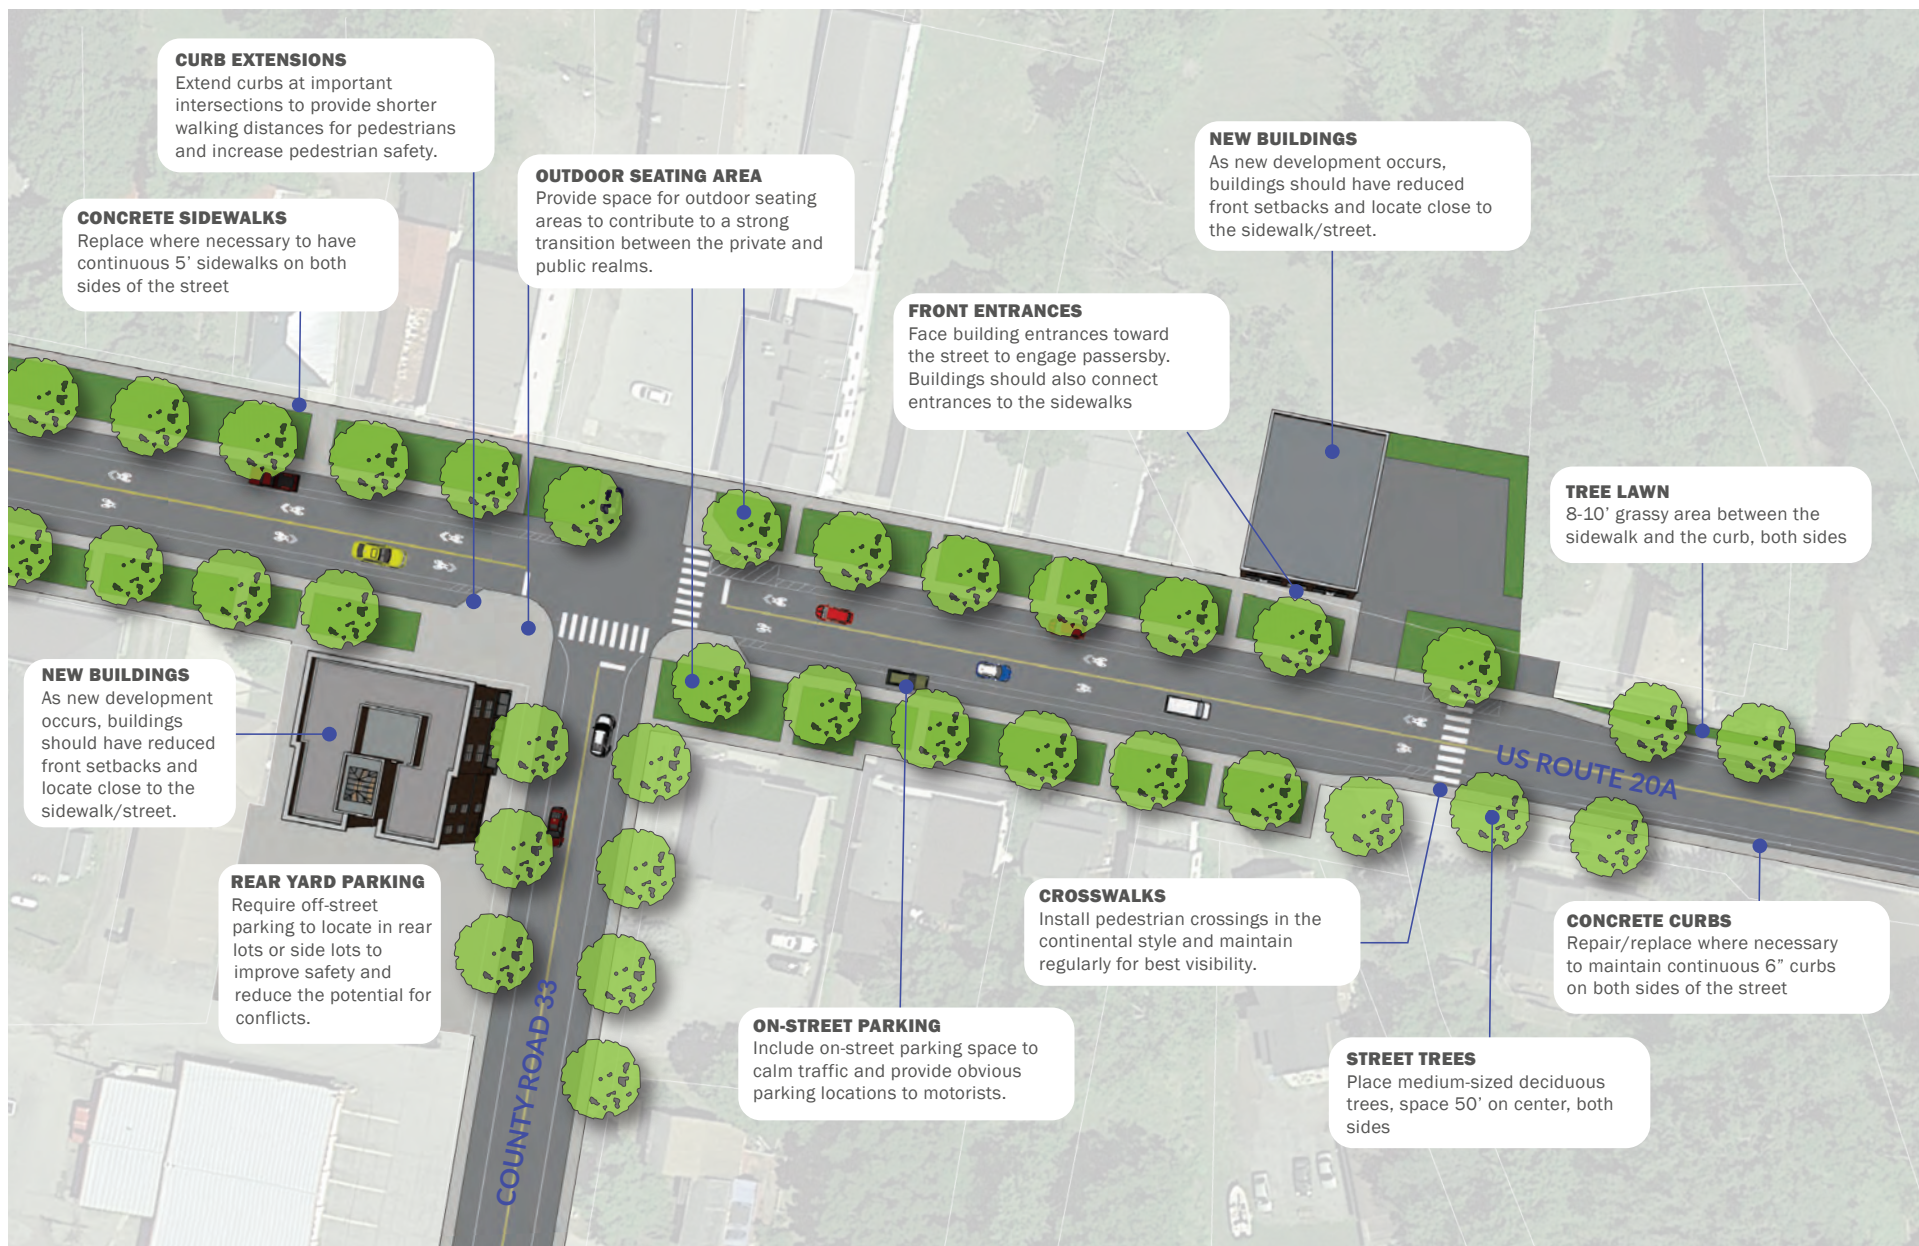 CURB EXTENSIONS
Extend curbs at important
intersections to provide shorter
walking distances for pedestrians
and increase pedestrian safety.
CONCRETE SIDEWALKS
Replace where necessary to have
continuous 5’ sidewalks on both
sides of the street
OUTDOOR SEATING AREA
Provide space for outdoor seating
areas to contribute to a strong
transition between the private and
public realms.
NEW BUILDINGS
As new development occurs,
buildings should have reduced
front setbacks and locate close to
the sidewalk/street.
FRONT ENTRANCES
Face building entrances toward
the street to engage passersby.
Buildings should also connect
entrances to the sidewalks
TREE LAWN
8-10’ grassy area between the
sidewalk and the curb, both sides
NEW BUILDINGS
As new development
occurs, buildings
should have reduced
front setbacks and
locate close to the
sidewalk/street.
US ROUTE 20A
REAR YARD PARKING
Require off-street
parking to locate in rear
lots or side lots to
improve safety and
reduce the potential for
conflicts.
COUNTY ROAD 33
ON-STREET PARKING
Include on-street parking space to
calm traffic and provide obvious
parking locations to motorists.
CROSSWALKS
Install pedestrian crossings in the
continental style and maintain
regularly for best visibility.
CONCRETE CURBS
Repair/replace where necessary
to maintain continuous 6” curbs
on both sides of the street
STREET TREES
Place medium-sized deciduous
trees, space 50’ on center, both
sides